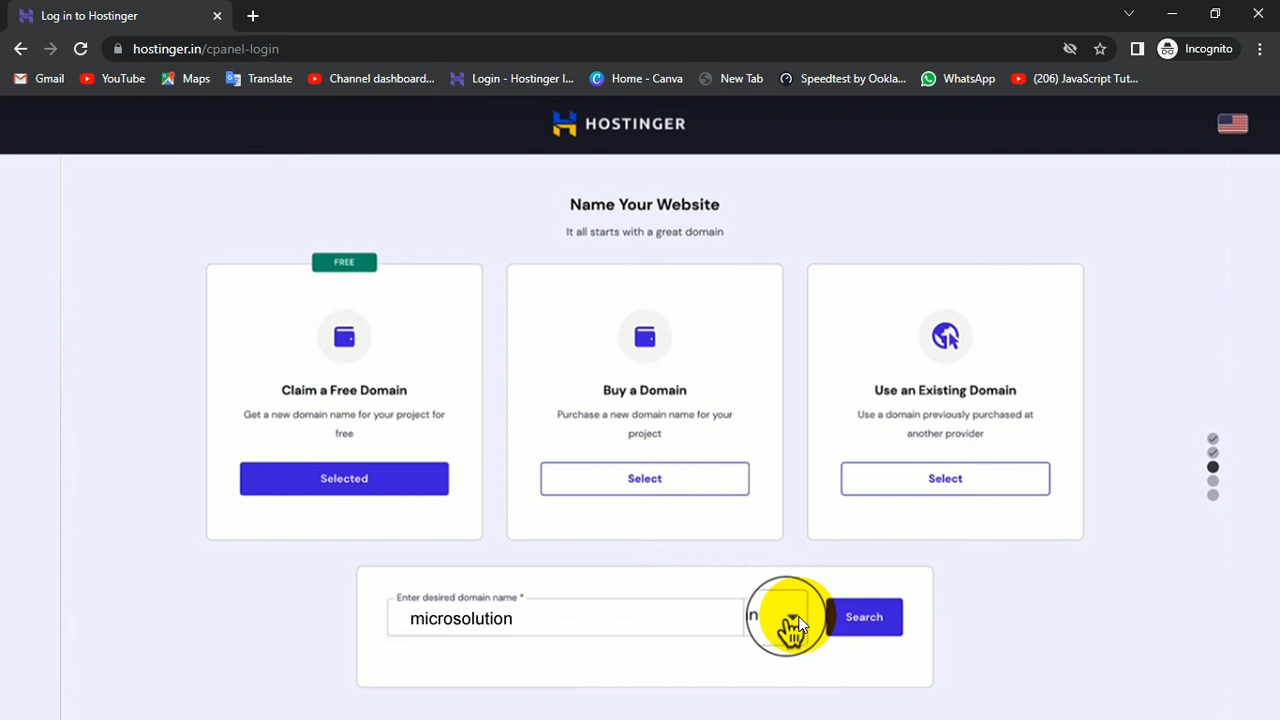 Log in to Hostinger
hostinger.in/cpanel-login
Incognito
Gmail
YouTube
Maps
Translate
Channel dashboard...
Login - Hostinger I...
Home - Canva
New Tab
Speedtest by Ookla...
WhatsApp
(206) JavaScript Tut...
HOSTINGER
Name Your Website
It all starts with a great domain
FREE
Claim a Free Domain
Get a new domain name for your project for
free
Selected
Buy a Domain
Purchase a new domain name for your
project
Select
Use an Existing Domain
Use a domain previously purchased at
another provider
Select
Enter desired domain name *
microsolution
Search